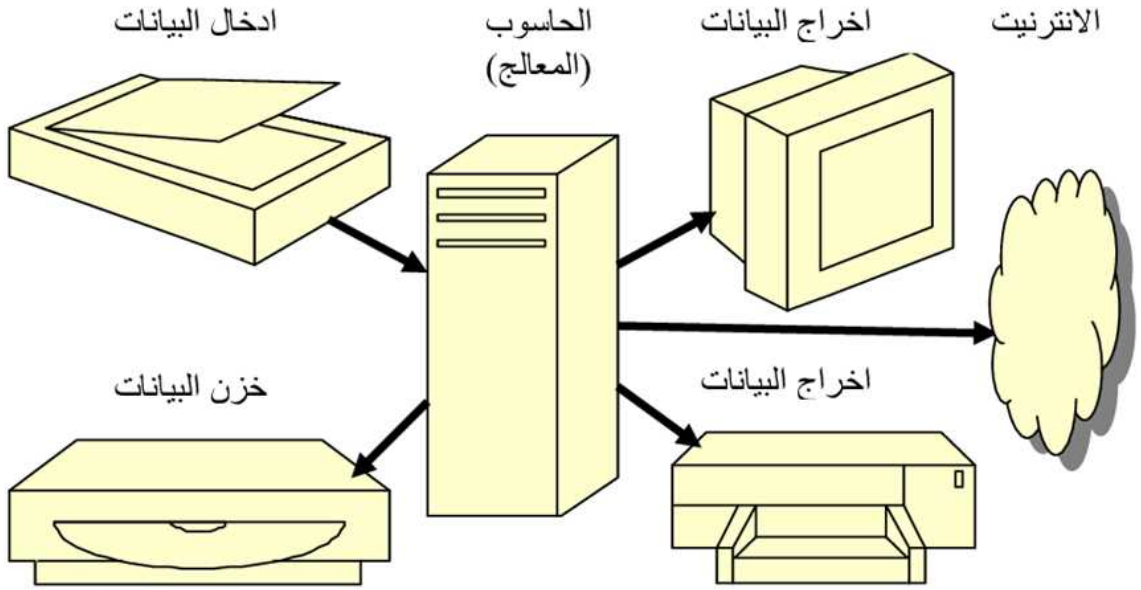 ادخال البيانات
الحاسوب
(المعالج)
اخراج البيانات
الانترنيت
خزن البيانات
اخراج البيانات